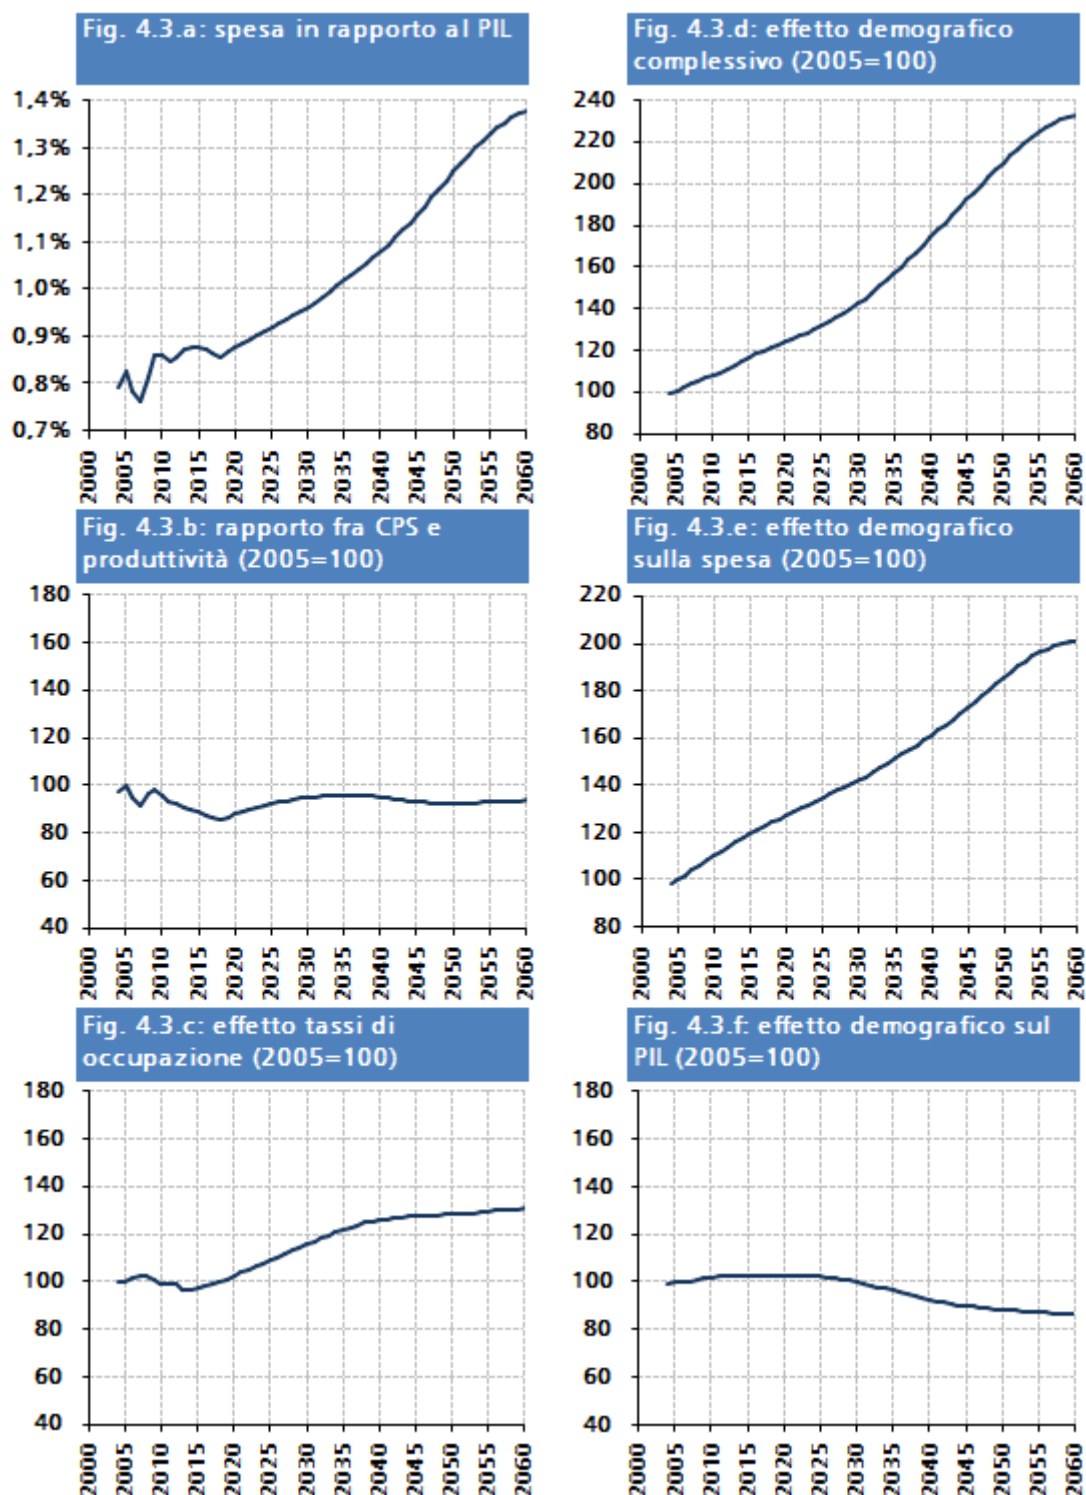 Fig. 4.3.a: spesa in rapporto al PIL
1,4%
1,3%
1,2%
1,1%
1,0%
0,9%
0,8%
0,7%
2000 2005 2010 2015 2020 2025 2030 2035 2040 2045 2050 2055 2060
Fig. 4.3.d: effetto demografico
complessivo (2005=100)
240
220
200
180
160
140
120
100
80
2000 2005 2010 2015 2020 2025 2030 2035 2040 2045 2050 2055 2060
Fig. 4.3.b: rapporto fra CPS e
produttività (2005=100)
180
160
140
120
100
80
60
40
2000 2005 2010 2015 2020 2025 2030 2035 2040 2045 2050 2055 2060
Fig. 4.3.e: effetto demografico
sulla spesa (2005=100)
220
200
180
160
140
120
100
80
2000 2005 2010 2015 2020 2025 2030 2035 2040 2045 2050 2055 2060
Fig. 4.3.c: effetto tassi di
occupazione (2005=100)
180
160
140
120
100
80
60
40
2000 2005 2010 2015 2020 2025 2030 2035 2040 2045 2050 2055 2060
Fig. 4.3.f: effetto demografico sul
PIL (2005=100)
180
160
140
120
100
80
60
40
2000 2005 2010 2015 2020 2025 2030 2035 2040 2045 2050 2055 2060